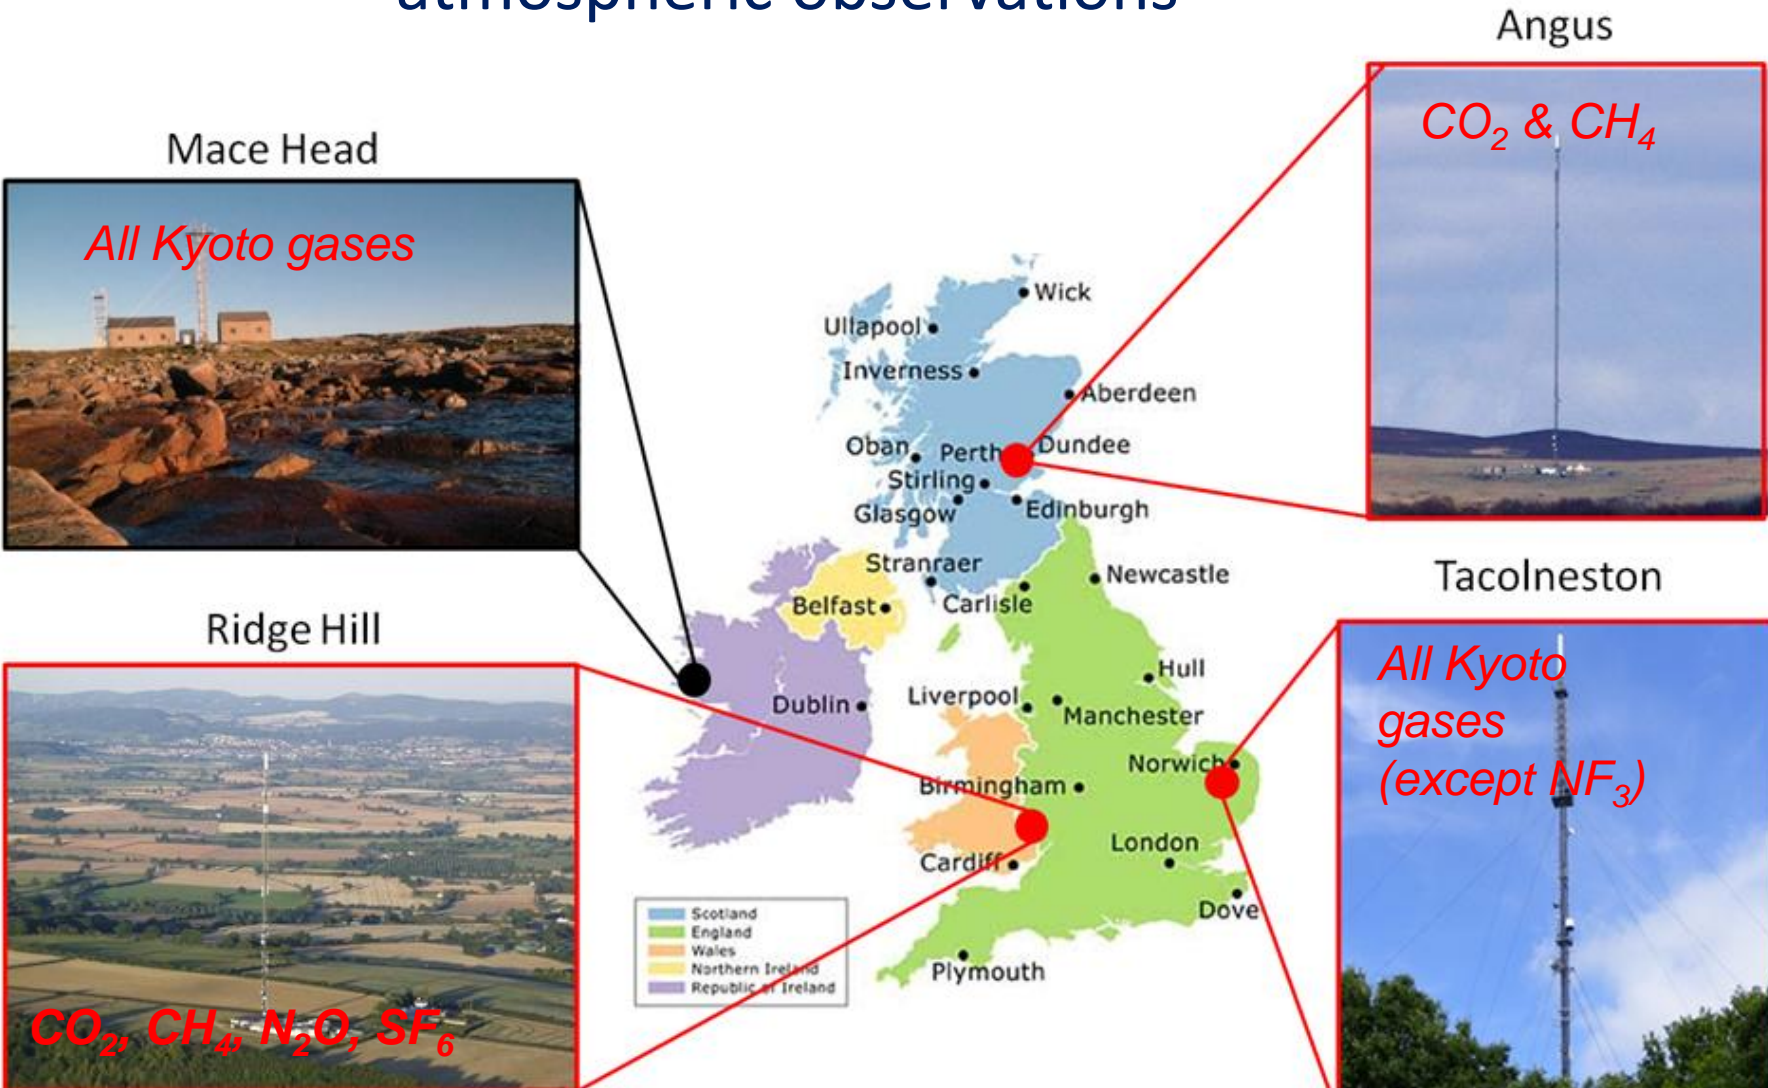 atmospheric observations
Angus
CO₂ & CH₄
Mace Head
All Kyoto gases
Wick
Ullapool
Inverness
Aberdeen
Oban
Perth
Dundee
Stirling
Glasgow
Edinburgh
Stranraer
Newcastle
Belfast
Carlisle
Tacolneston
All Kyoto
gases
(except NF₃)
Ridge Hill
CO₂, CH₄, N₂O, SF₆
Hull
Liverpool
Dublin
Manchester
Norwich
Birmingham
London
Cardiff
Dove
Plymouth
Scotland
England
Wales
Northern Ireland
Republic of Ireland